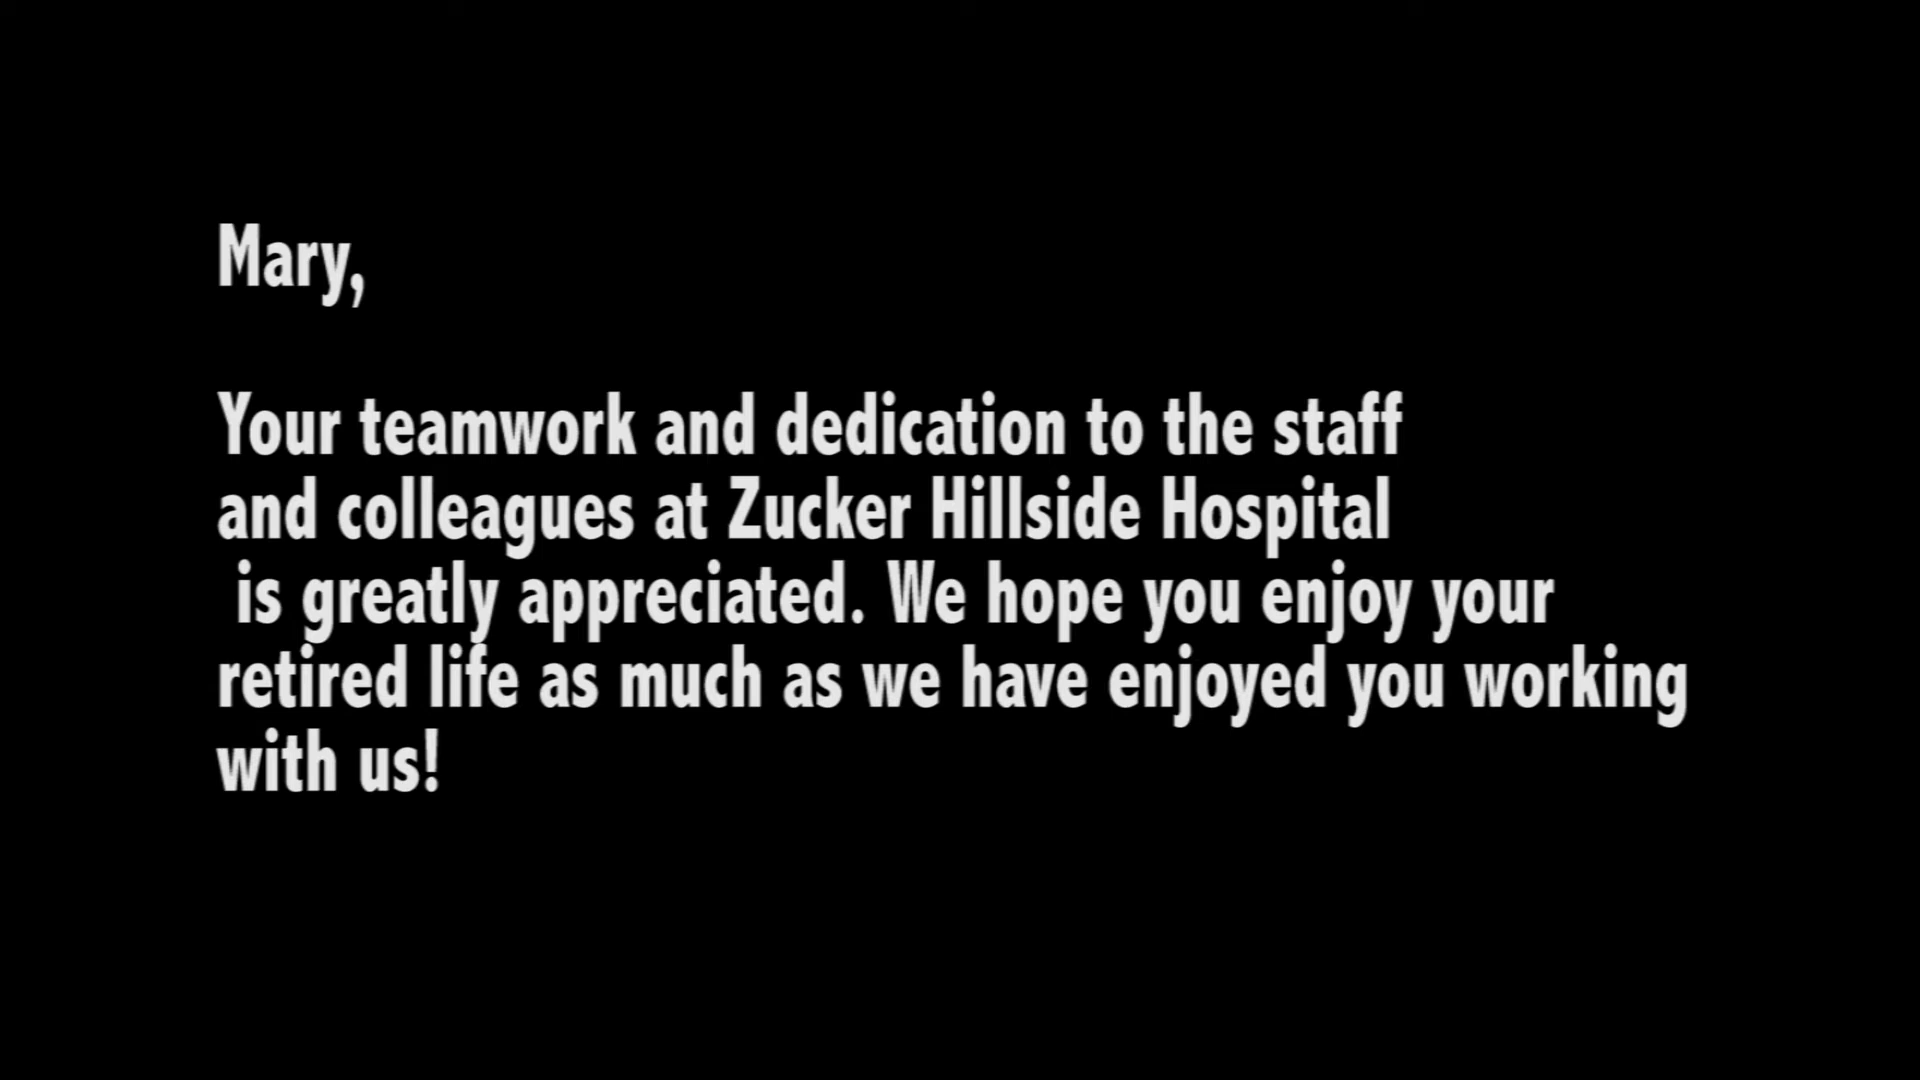 Mary,
Your teamwork and dedication to the staff
and colleagues at Zucker Hillside Hospital
is greatly appreciated. We hope you enjoy your
retired life as much as we have enjoyed you working
with us!